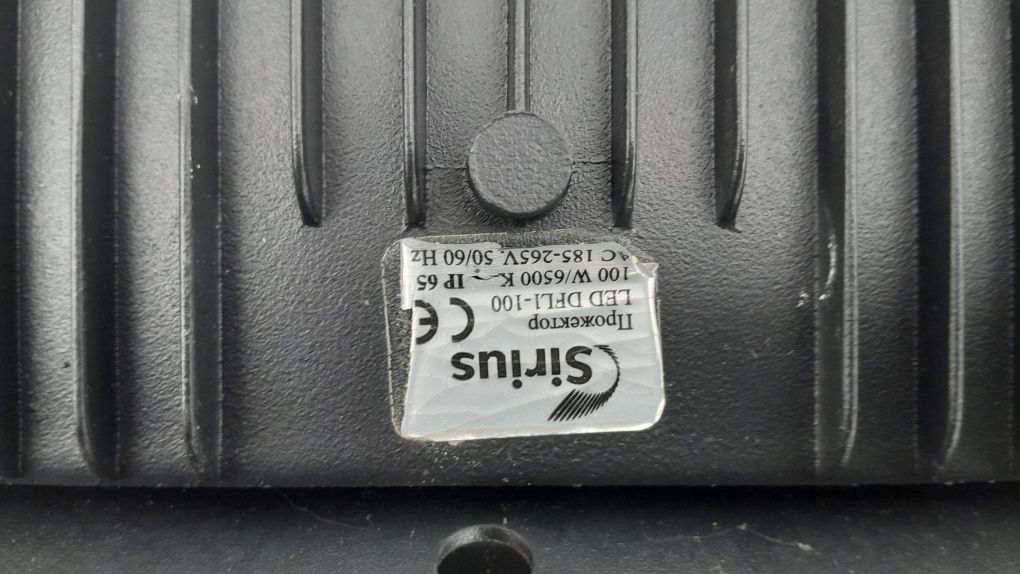 Sirius
Прожектор
LED DFL1-100
CE
100 W/6500 K IP 65
AC 185-265V, 50/60 Hz